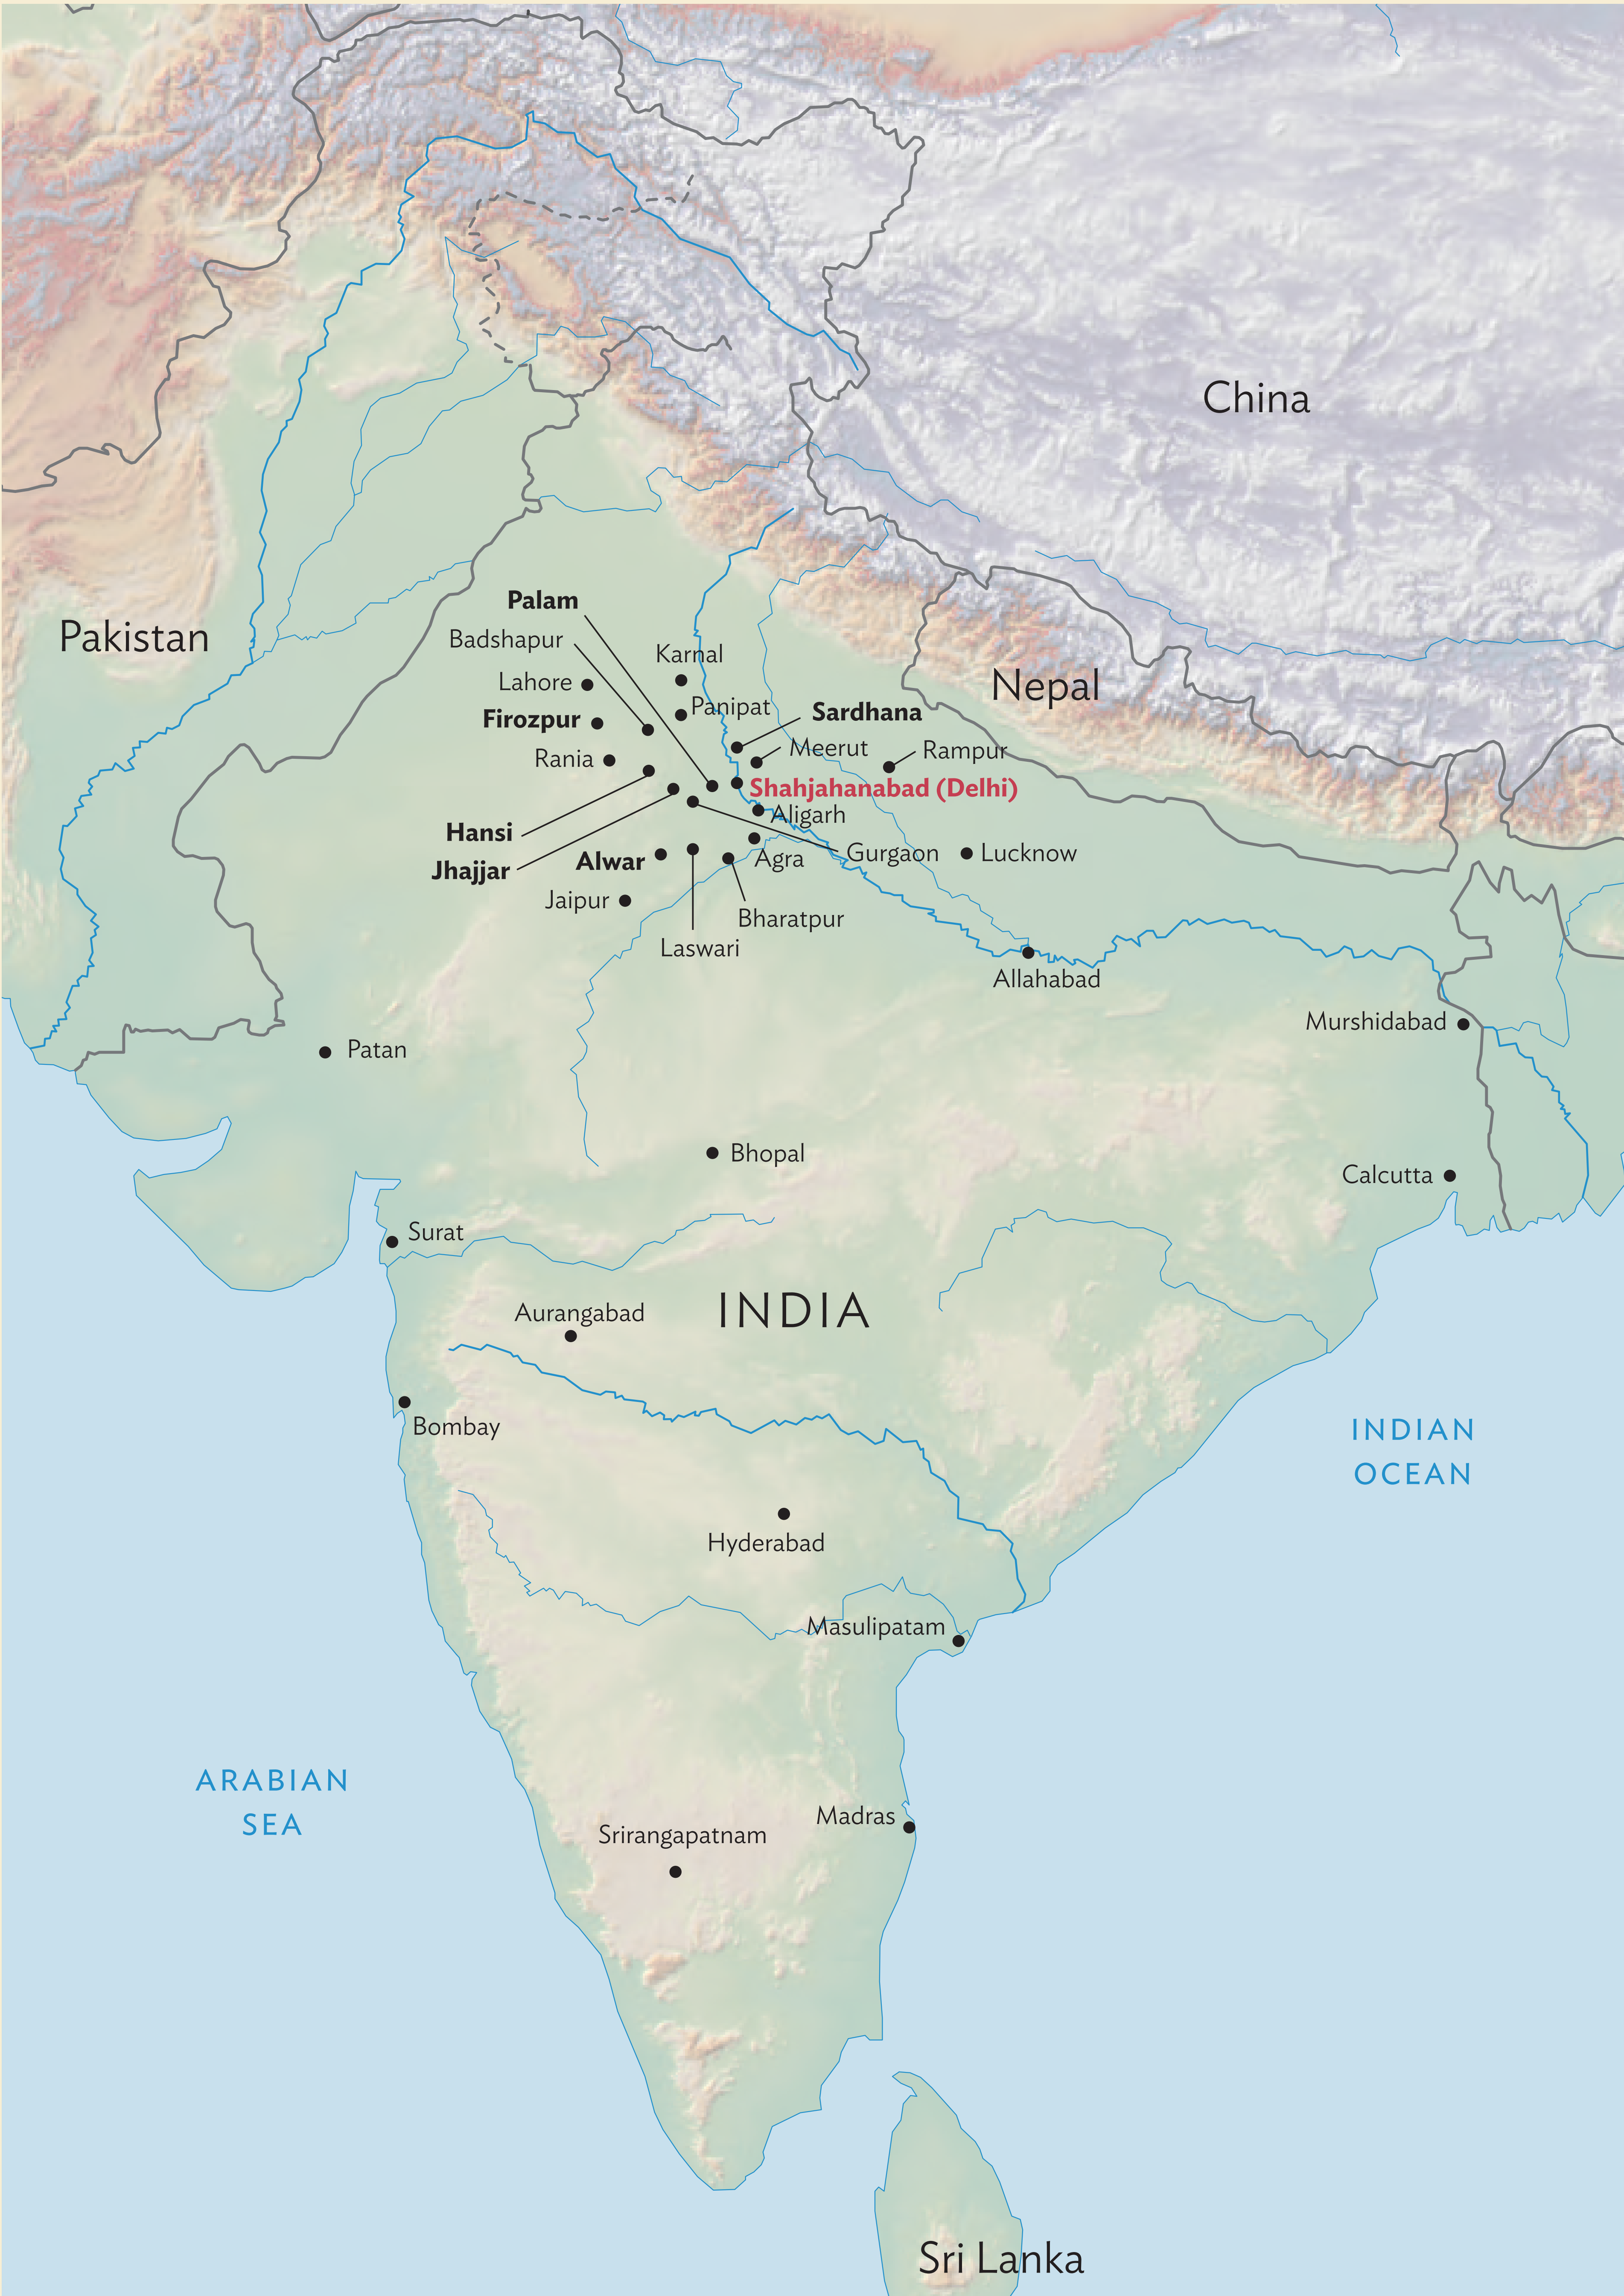 China
Palam
Pakistan
Badshapur
Karnal
Lahore
Nepal
Panipat
Sardhana
Firozpur
Meerut
Rampur
Rania
Shahjahanabad (Delhi)
Aligarh
Hansi
Gurgaon
Lucknow
Agra
Alwar
Jhajjar
Jaipur
Bharatpur
Laswari
Allahabad
Murshidabad
Patan
Bhopal
Calcutta
Surat
INDIA
Aurangabad
Bombay
INDIAN
OCEAN
Hyderabad
Masulipatam
ARABIAN
SEA
Madras
Srirangapatnam
Sri Lanka